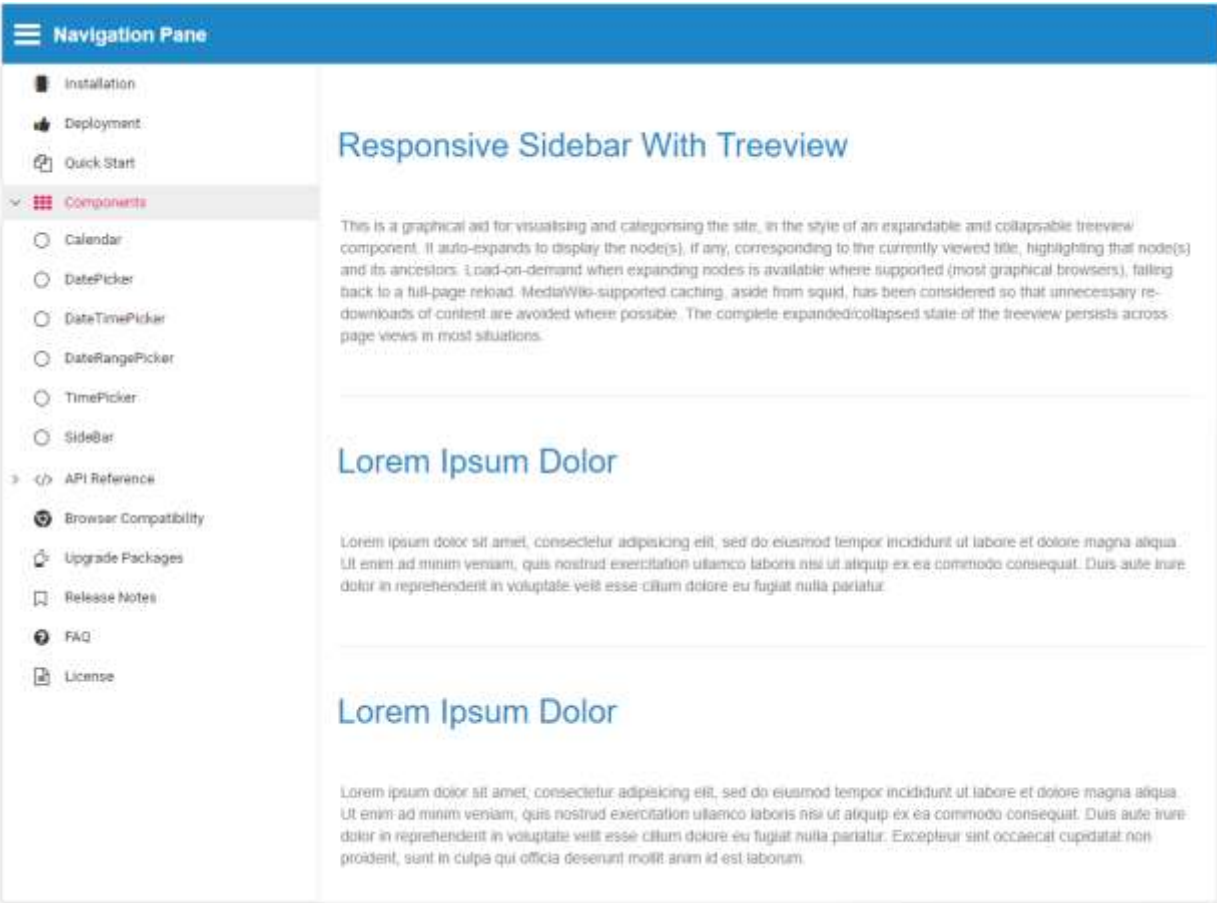 Navigation Pane
Installation
Deployment
Quick Start
Components
Calendar
DatePicker
DateTimePicker
DateRangePicker
TimePicker
SideBar
API Reference
Browser Compatibility
Upgrade Packages
Release Notes
FAQ
License
Responsive Sidebar With Treeview
This is a graphical aid for visualising and categorising the site, in the style of an expandable and collapsable treeview
component. It auto-expands to display the node(s), if any, corresponding to the currently viewed title, highlighting that node(s)
and its ancestors. Load-on-demand when expanding nodes is available where supported (most graphical browsers), falling
back to a full-page reload. MediaWiki-supported caching, aside from squid, has been considered so that unnecessary re-
downloads of content are avoided where possible. The complete expanded/collapsed state of the treeview persists across
page views in most situations.
Lorem Ipsum Dolor
Lorem ipsum dolor sit amet, consectetur adipisicing elit, sed do eiusmod tempor incididunt ut labore et dolore magna aliqua.
Ut enim ad minim veniam, quis nostrud exercitation ullamco laboris nisi ut aliquip ex ea commodo consequat. Duis aute irure
dolor in reprehenderit in voluptate velit esse cillum dolore eu fugiat nulla pariatur.
Lorem Ipsum Dolor
Lorem ipsum dolor sit amet, consectetur adipisicing elit, sed do eiusmod tempor incididunt ut labore et dolore magna aliqua.
Ut enim ad minim veniam, quis nostrud exercitation ullamco laboris nisi ut aliquip ex ea commodo consequat. Duis aute irure
dolor in reprehenderit in voluptate velit esse cillum dolore eu fugiat nulla pariatur. Excepteur sint occaecat cupidatat non
proident, sunt in culpa qui officia deserunt mollit anim id est laborum.